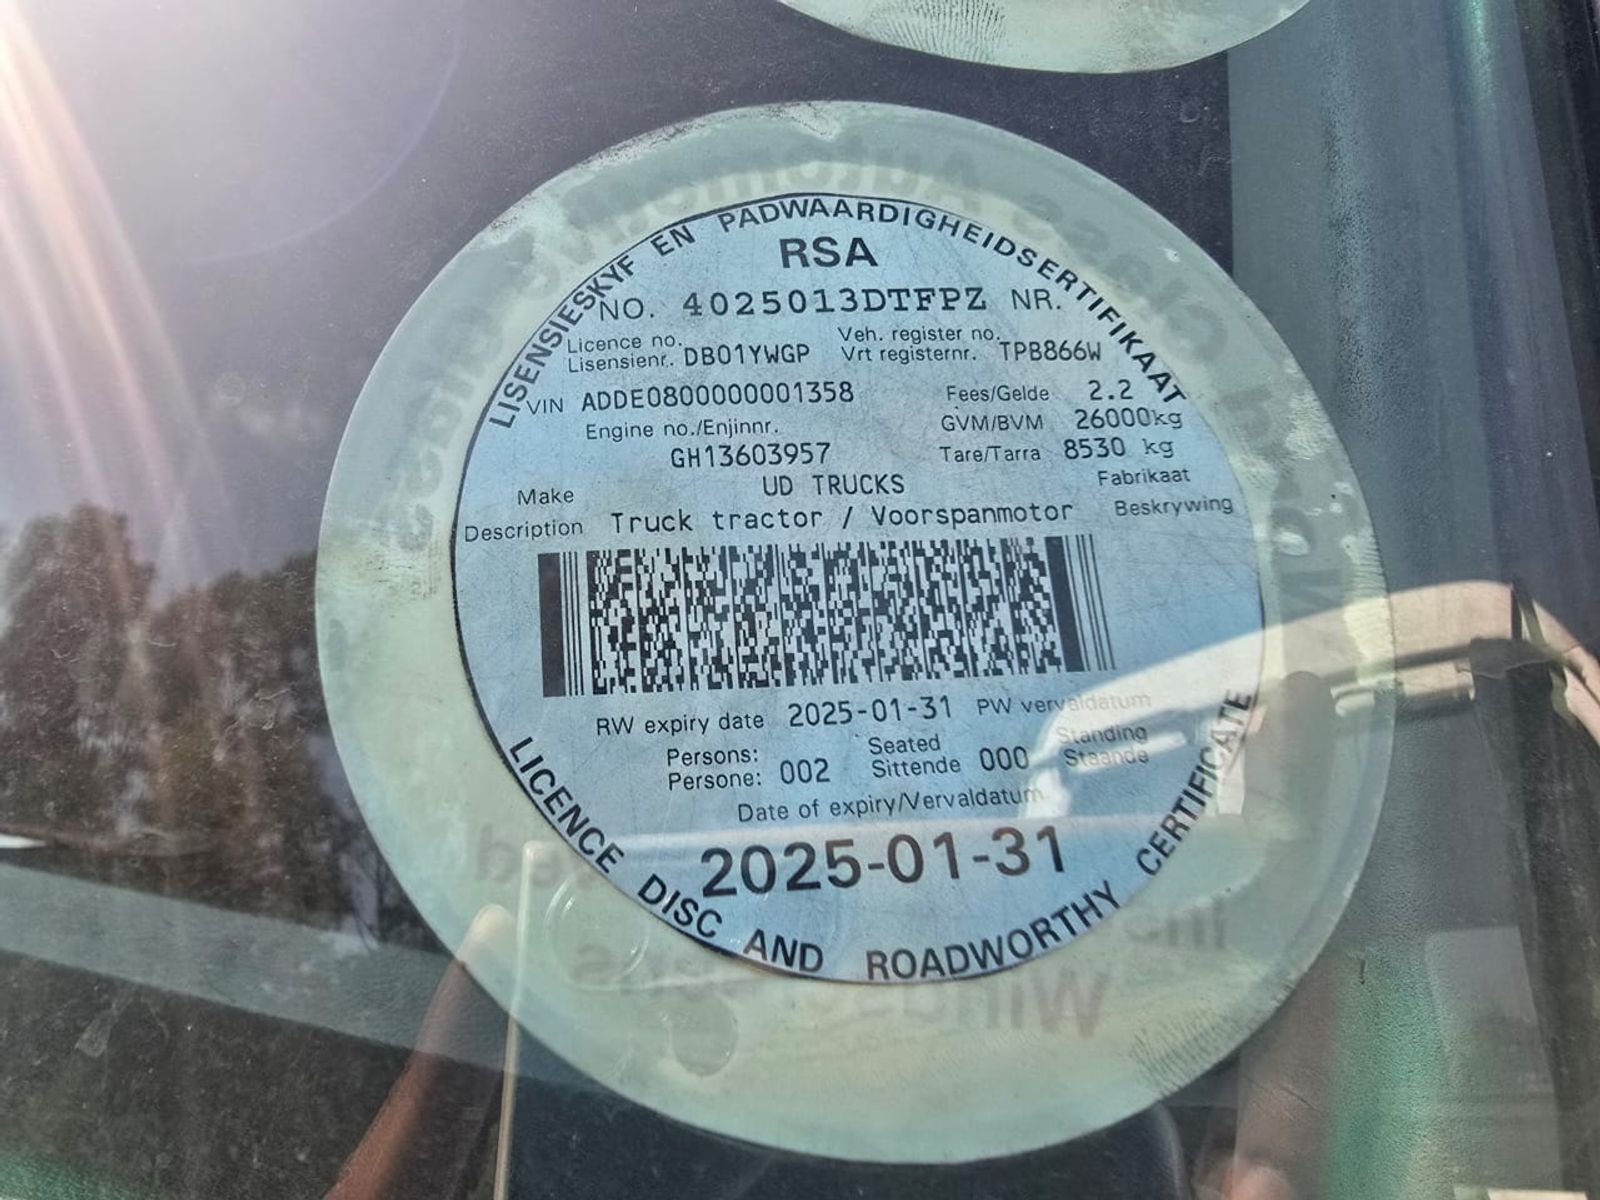 LISENSIESKYF EN PADWAARDIGHEIDSERTIFIKAAT
RSA
NO. 4025013DTFPZ NR.
Licence no. Veh. register no.
Lisensienr. DB01YWGP Vrt registernr. TPB866W
VIN ADDE0800000001358 Fees/Gelde 2.2
Engine no./Enjinnr. GVM/BVM 26000kg
GH13603957 Tare/Tarra 8530 kg
Make UD TRUCKS Fabrikaat
Description Truck tractor / Voorspanmotor Beskrywing
RW expiry date 2025-01-31 PW vervaldatum
Persons: Seated Standing
Persone: 002 Sittende 000 Staande
Date of expiry/Vervaldatum
2025-01-31
LICENCE DISC AND ROADWORTHY CERTIFICATE